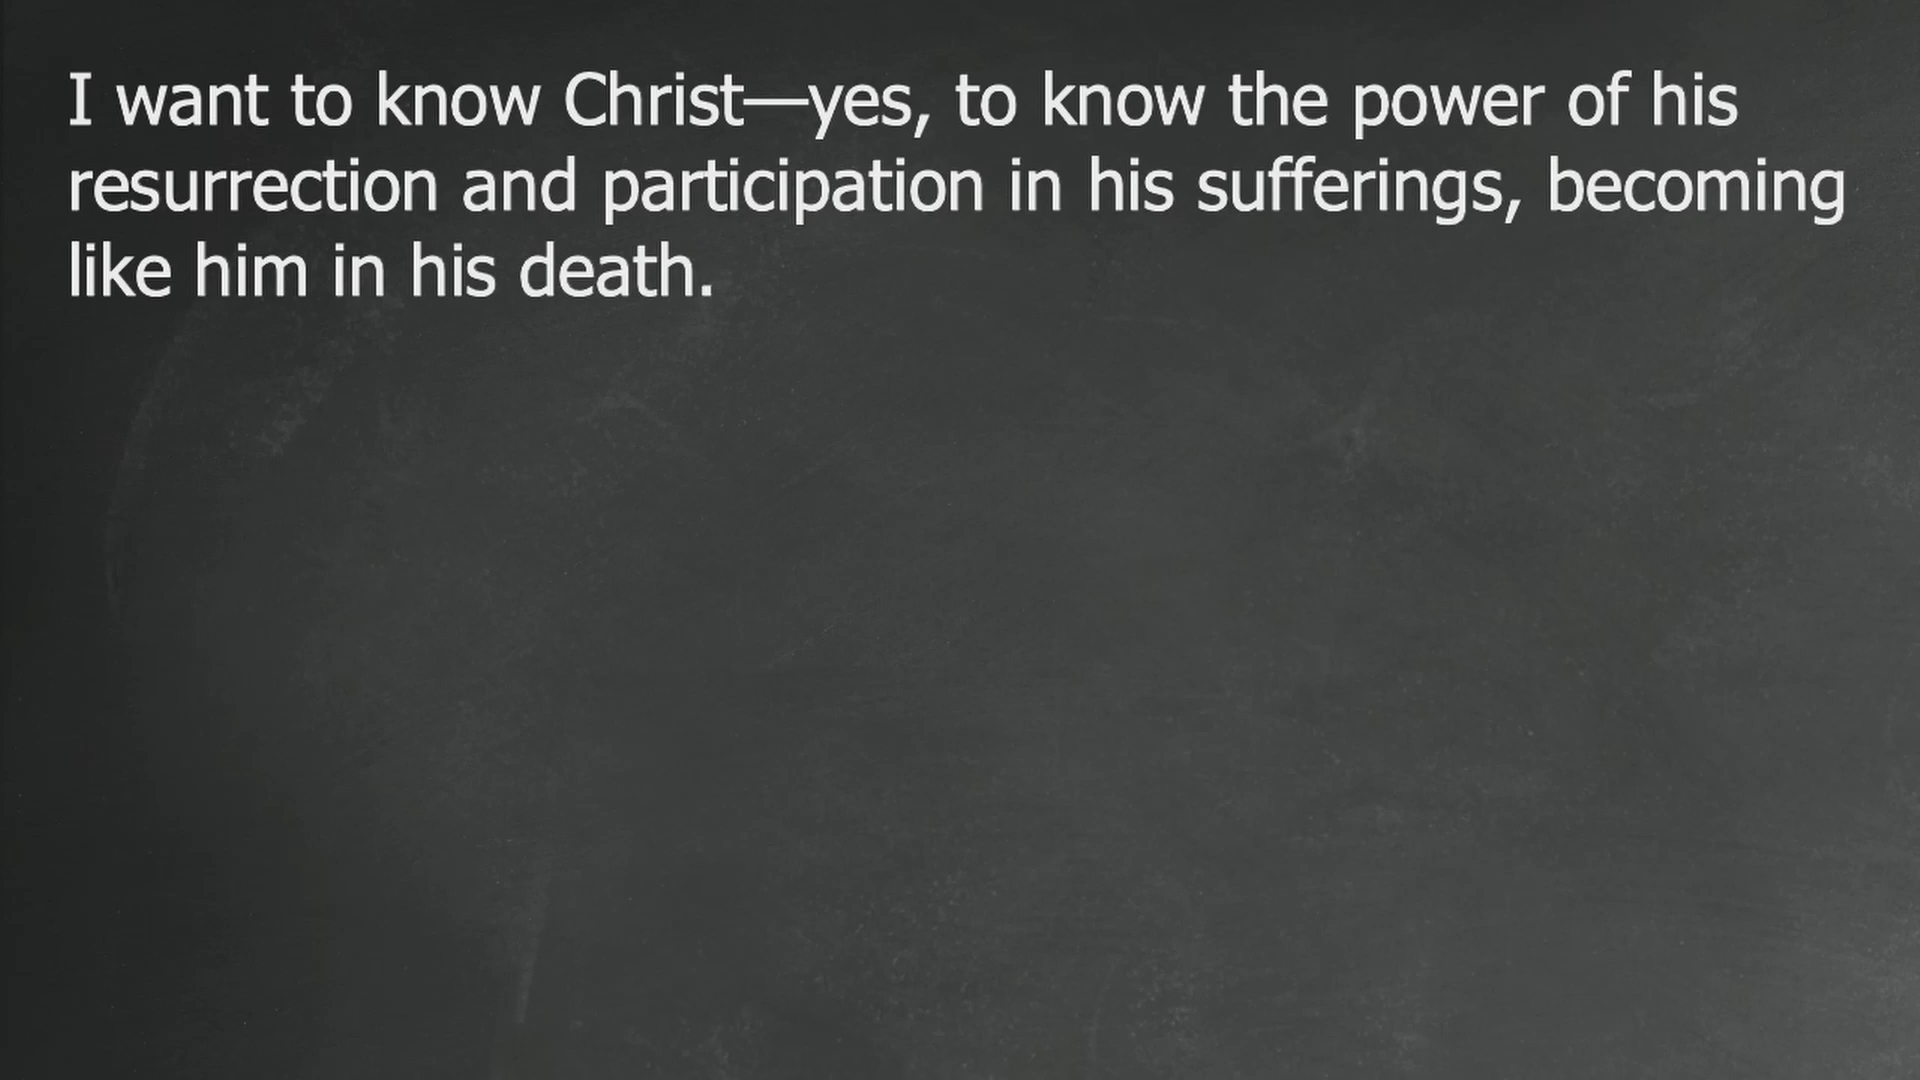 I want to know Christ—yes, to know the power of his
resurrection and participation in his sufferings, becoming
like him in his death.